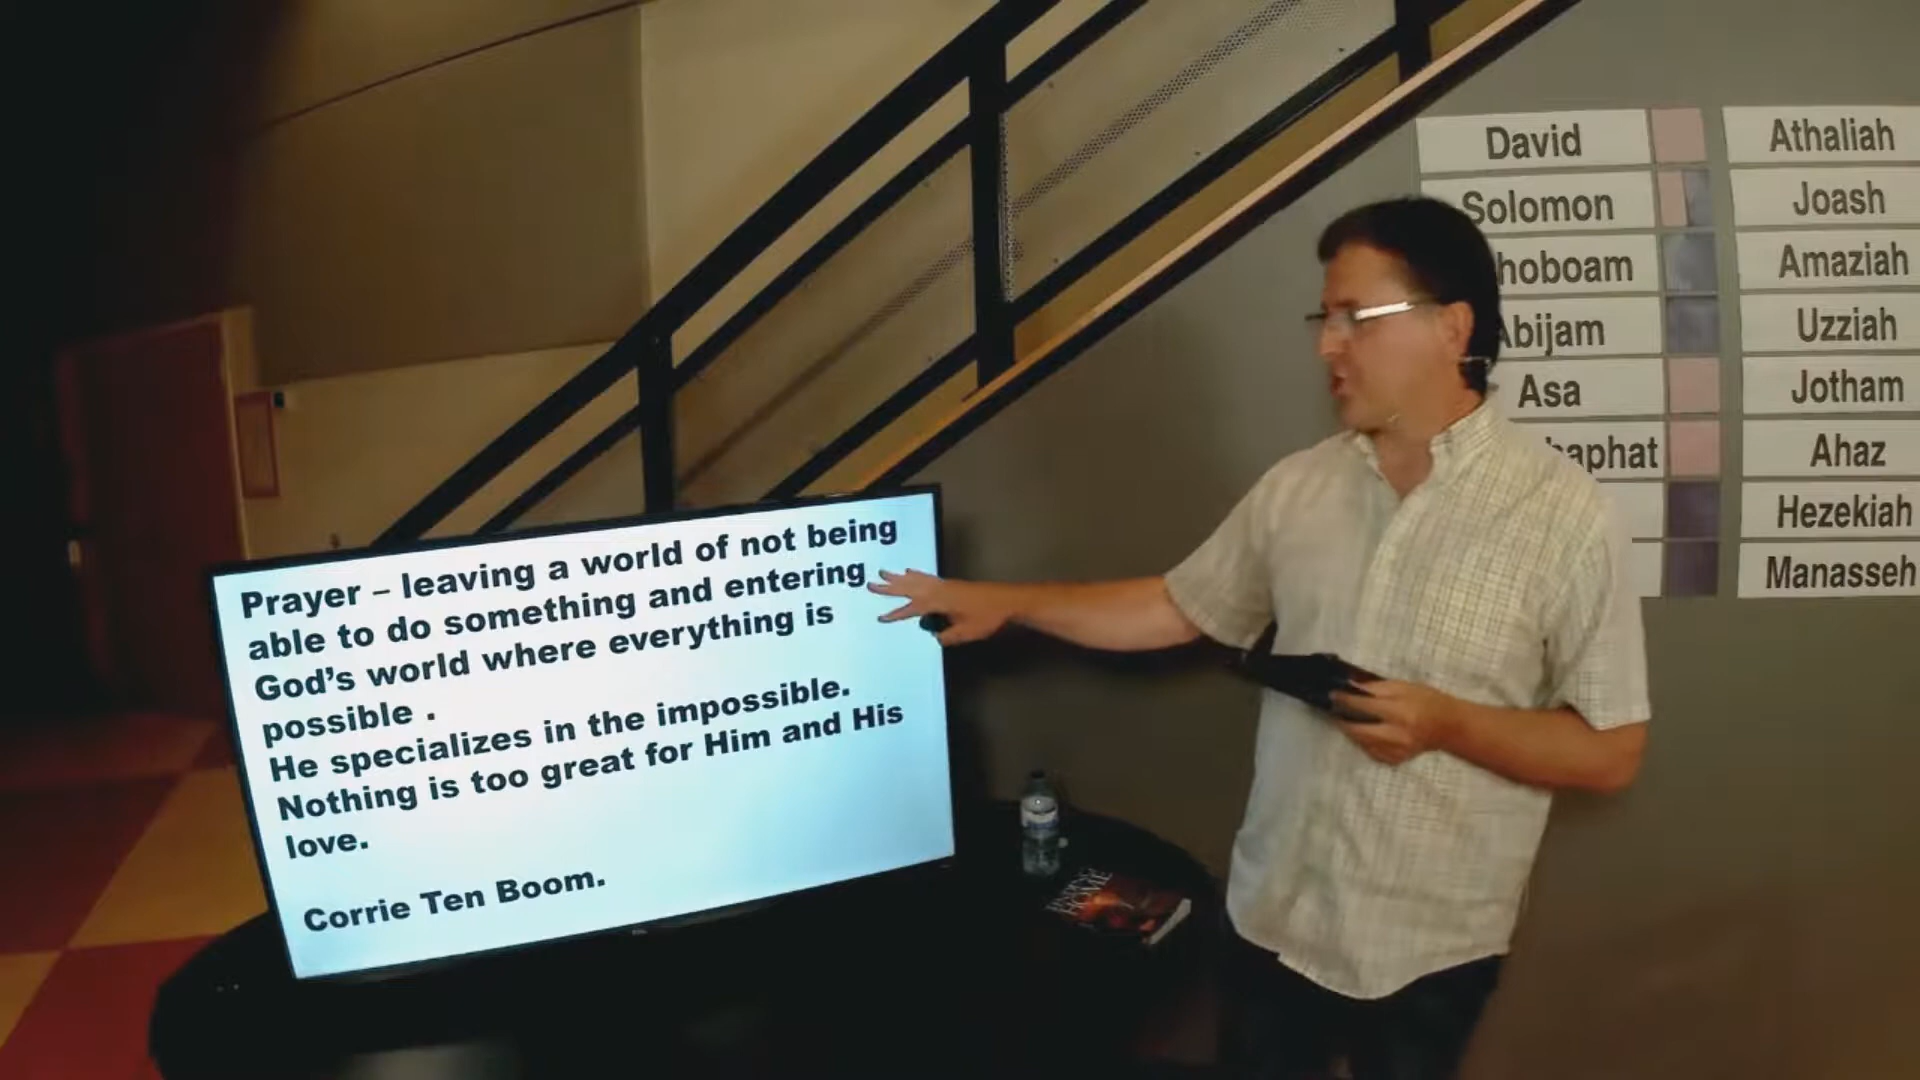 Prayer – leaving a world of not being
able to do something and entering
God's world where everything is
possible .
He specializes in the impossible.
Nothing is too great for Him and His
love.
Corrie Ten Boom.
David
Solomon
hoboam
Abijam
Asa
haphat
Athaliah
Joash
Amaziah
Uzziah
Jotham
Ahaz
Hezekiah
Manasseh
HOME